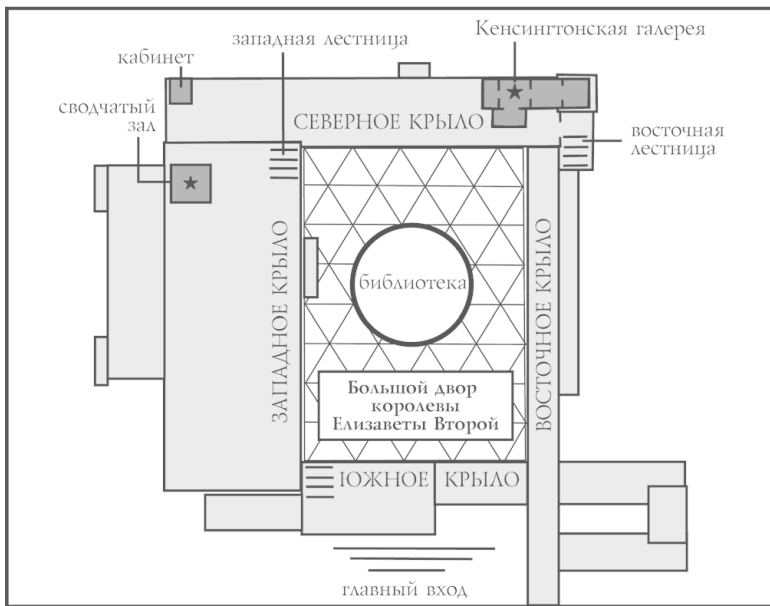 западная лестница
Кенсингтонская галерея
кабинет
сводчатый
зал
СЕВЕРНОЕ КРЫЛО
восточная
лестница
ЗАПАДНОЕ КРЫЛО
библиотека
ВОСТОЧНОЕ КРЫЛО
Большой двор
королевы
Елизаветы Второй
ЮЖНОЕ КРЫЛО
главный вход